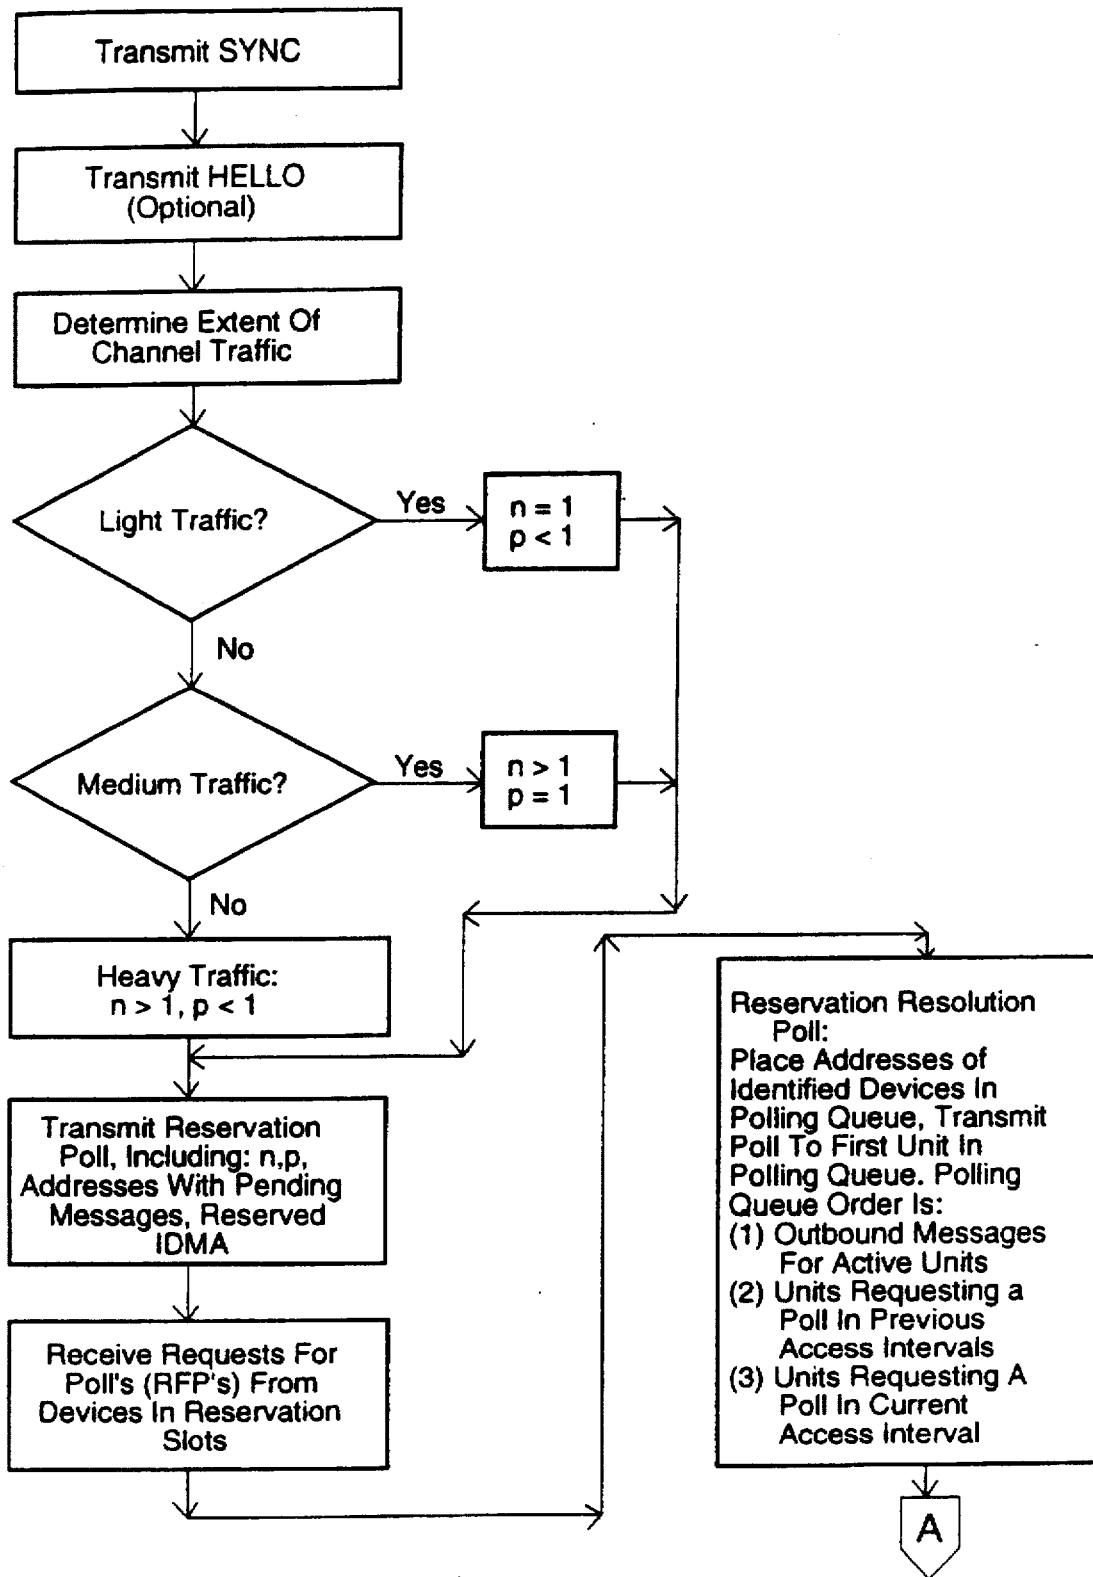 Transmit SYNC
Transmit HELLO
(Optional)
Determine Extent Of
Channel Traffic
Light Traffic?
Yes
n = 1
p < 1
No
Medium Traffic?
Yes
n > 1
p = 1
No
Heavy Traffic:
n > 1, p < 1
Transmit Reservation
Poll, Including: n,p,
Addresses With Pending
Messages, Reserved
IDMA
Receive Requests For
Poll's (RFP's) From
Devices In Reservation
Slots
Reservation Resolution
Poll:
Place Addresses of
Identified Devices In
Polling Queue, Transmit
Poll To First Unit In
Polling Queue. Polling
Queue Order Is:
(1) Outbound Messages
For Active Units
(2) Units Requesting a
Poll In Previous
Access Intervals
(3) Units Requesting A
Poll In Current
Access Interval
A